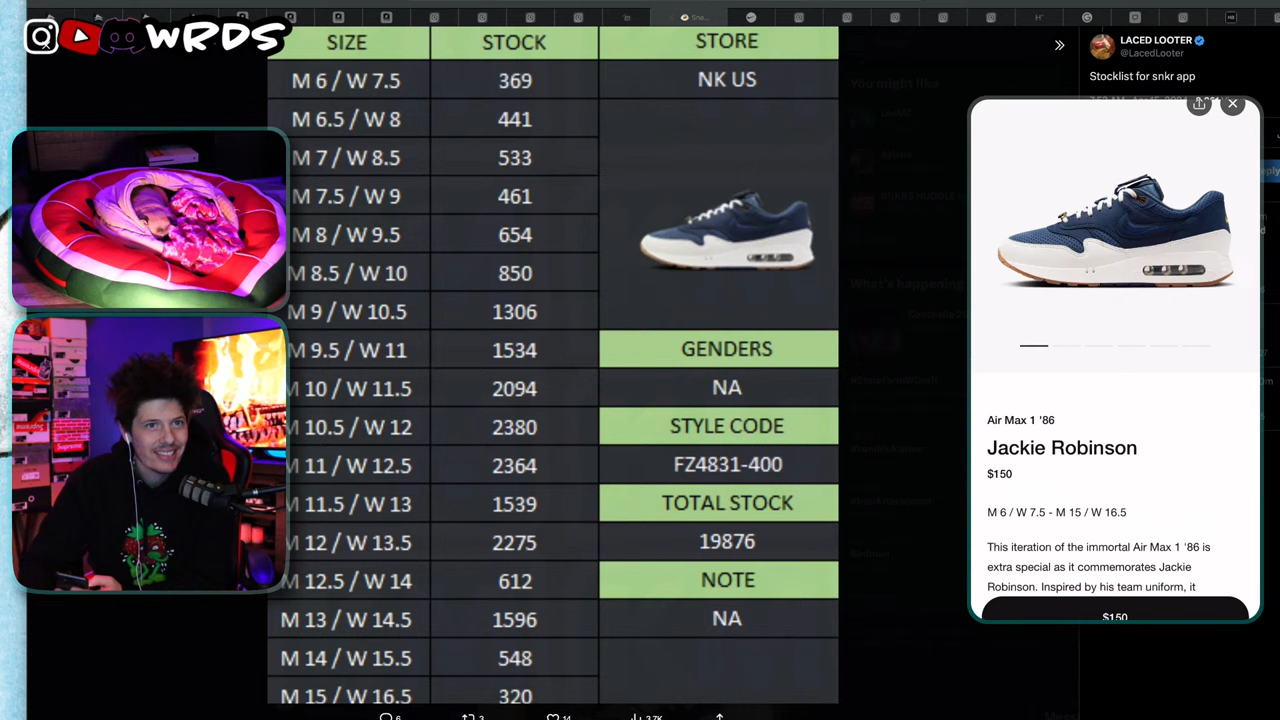 WRDS
SIZE STOCK STORE
M 6 / W 7.5 369 NK US
M 6.5 / W 8 441
M 7 / W 8.5 533
M 7.5 / W 9 461
M 8 / W 9.5 654
M 8.5 / W 10 850
M 9 / W 10.5 1306
M 9.5 / W 11 1534 GENDERS
M 10 / W 11.5 2094 NA
M 10.5 / W 12 2380 STYLE CODE
M 11 / W 12.5 2364 FZ4831-400
M 11.5 / W 13 1539 TOTAL STOCK
M 12 / W 13.5 2275 19876
M 12.5 / W 14 612 NOTE
M 13 / W 14.5 1596 NA
M 14 / W 15.5 548
M 15 / W 16.5 320
You might like
What's happening
LACED LOOTER
@LacedLooter
Stocklist for snkr app
Air Max 1 '86
Jackie Robinson
$150
M 6 / W 7.5 - M 15 / W 16.5
This iteration of the immortal Air Max 1 '86 is
extra special as it commemorates Jackie
Robinson. Inspired by his team uniform, it
$150